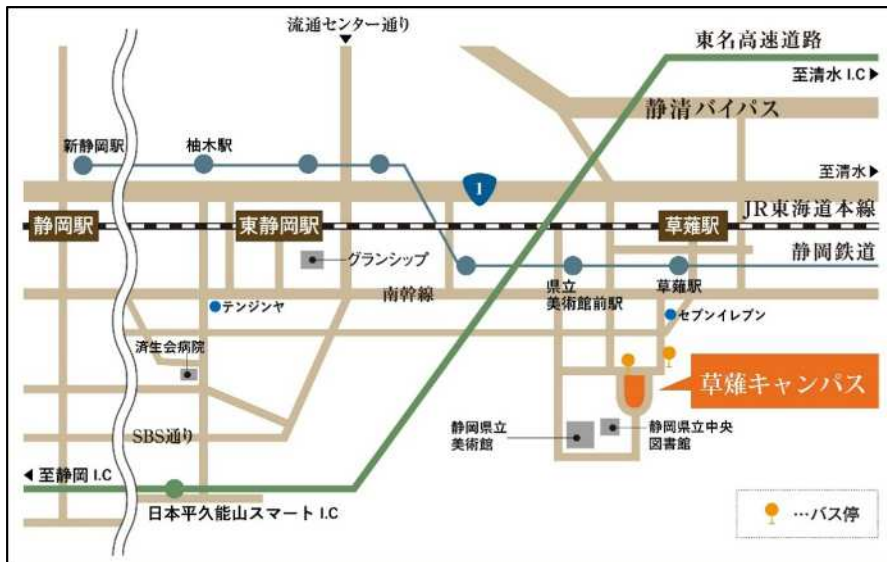 流通センター通り
東名高速道路
至清水 I.C
静清バイパス
新静岡駅
柚木駅
至清水
1
JR東海道本線
静岡駅
東静岡駅
草薙駅
静岡鉄道
グランシップ
南幹線
県立
美術館前駅
草薙駅
テンジンヤ
セブンイレブン
済生会病院
草薙キャンパス
SBS通り
静岡県立
美術館
静岡県立中央
図書館
至静岡 I.C
日本平久能山スマート I.C
…バス停